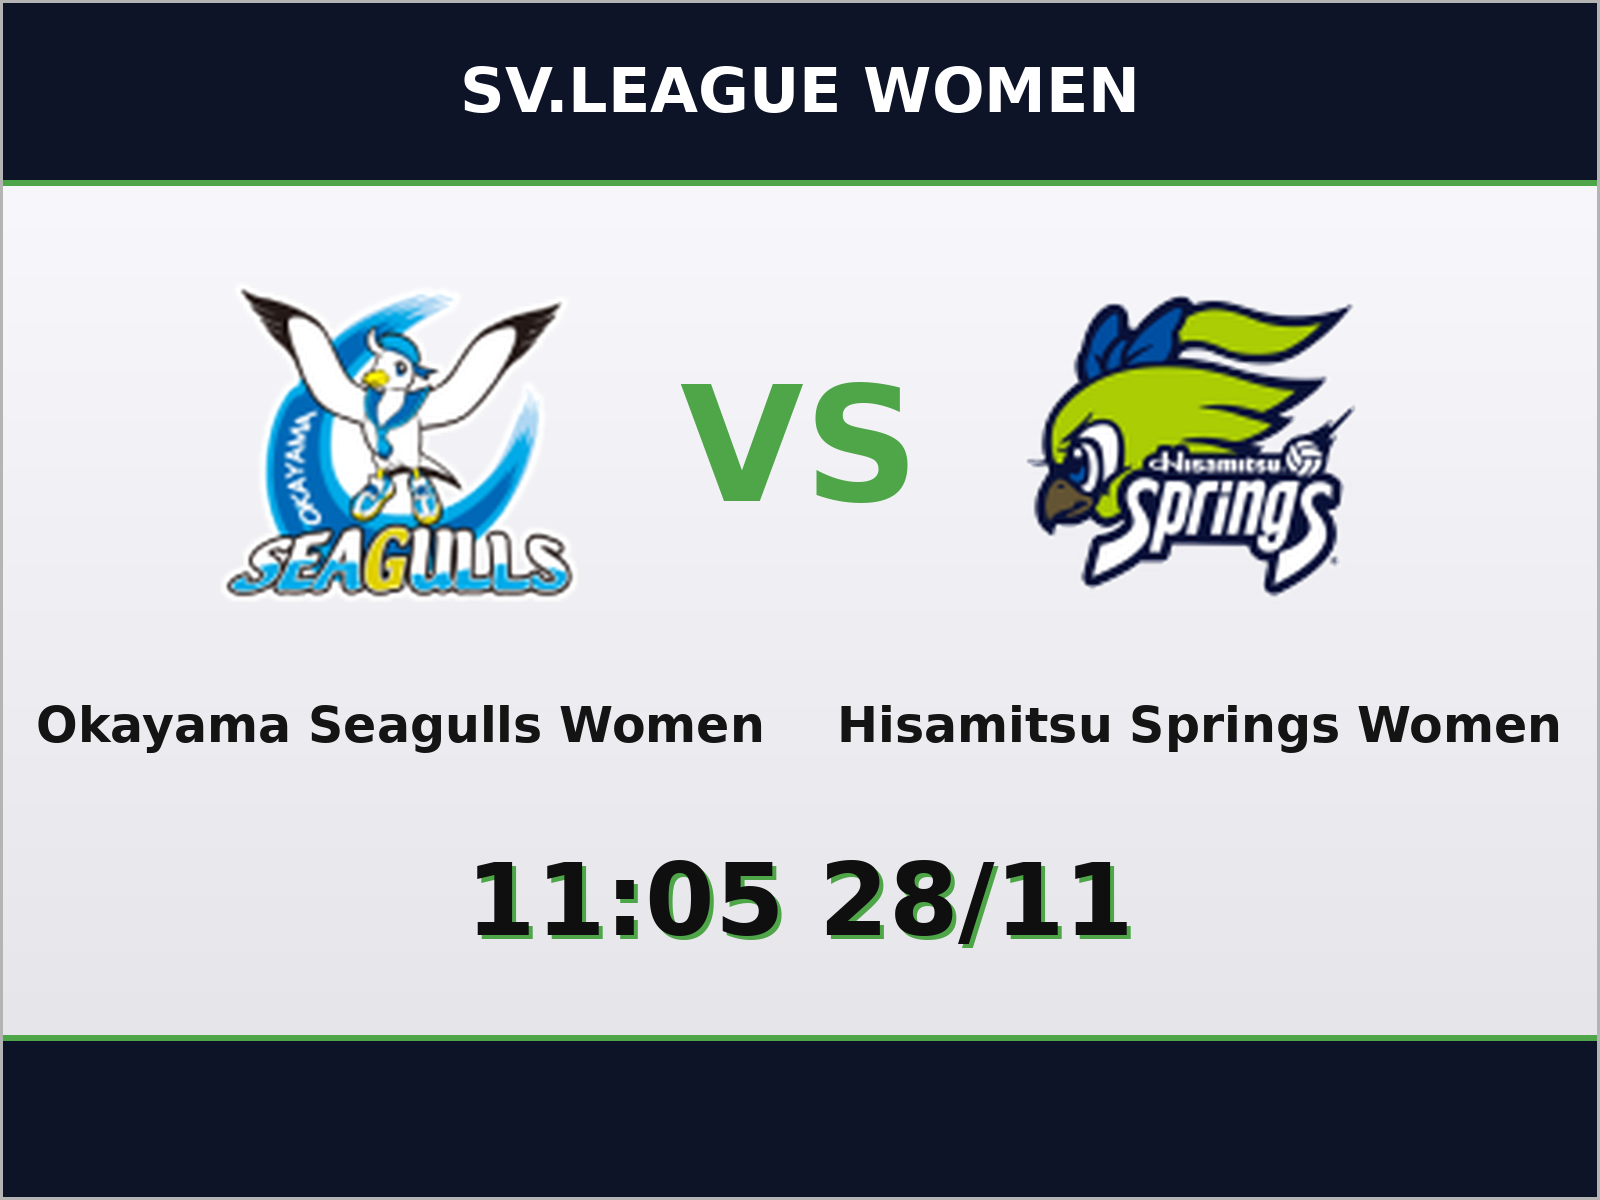 SV.LEAGUE WOMEN
OKAYAMA
SEAGULLS
VS
Hisamitsu
Springs
Okayama Seagulls Women
Hisamitsu Springs Women
11:05 28/11